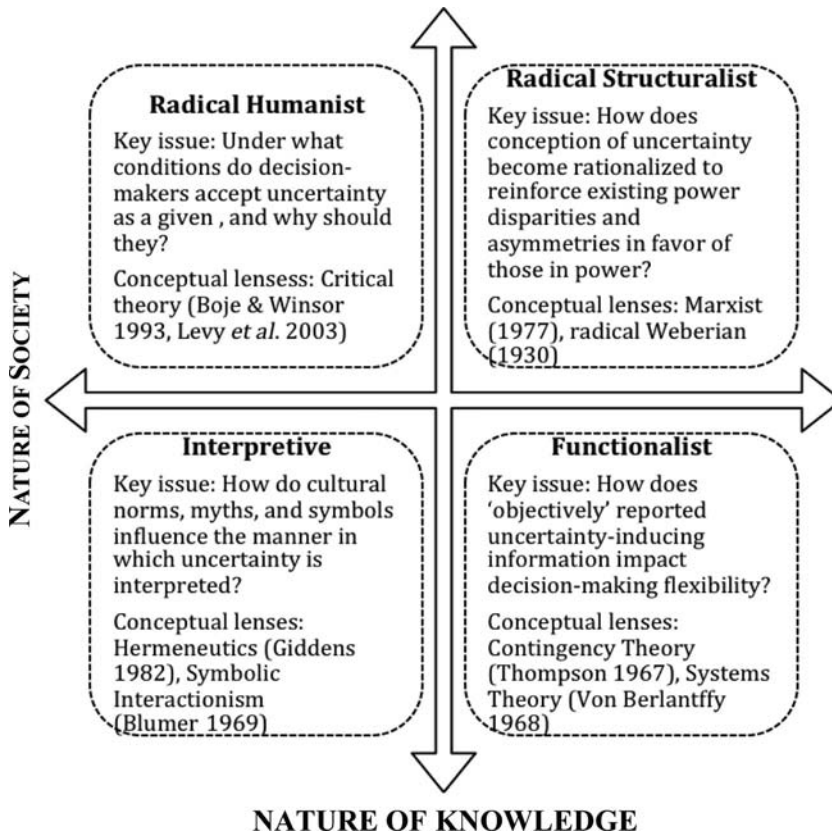 Radical Humanist
Key issue: Under what
conditions do decision-
makers accept uncertainty
as a given , and why should
they?
Conceptual lensess: Critical
theory (Boje & Winsor
1993, Levy et al. 2003)
Radical Structuralist
Key issue: How does
conception of uncertainty
become rationalized to
reinforce existing power
disparities and
asymmetries in favor of
those in power?
Conceptual lenses: Marxist
(1977), radical Weberian
(1930)
NATURE OF SOCIETY
Interpretive
Key issue: How do cultural
norms, myths, and symbols
influence the manner in
which uncertainty is
interpreted?
Conceptual lenses:
Hermeneutics (Giddens
1982), Symbolic
Interactionism
(Blumer 1969)
Functionalist
Key issue: How does
‘objectively’ reported
uncertainty-inducing
information impact
decision-making flexibility?
Conceptual lenses:
Contingency Theory
(Thompson 1967), Systems
Theory (Von Berlantffy
1968)
NATURE OF KNOWLEDGE